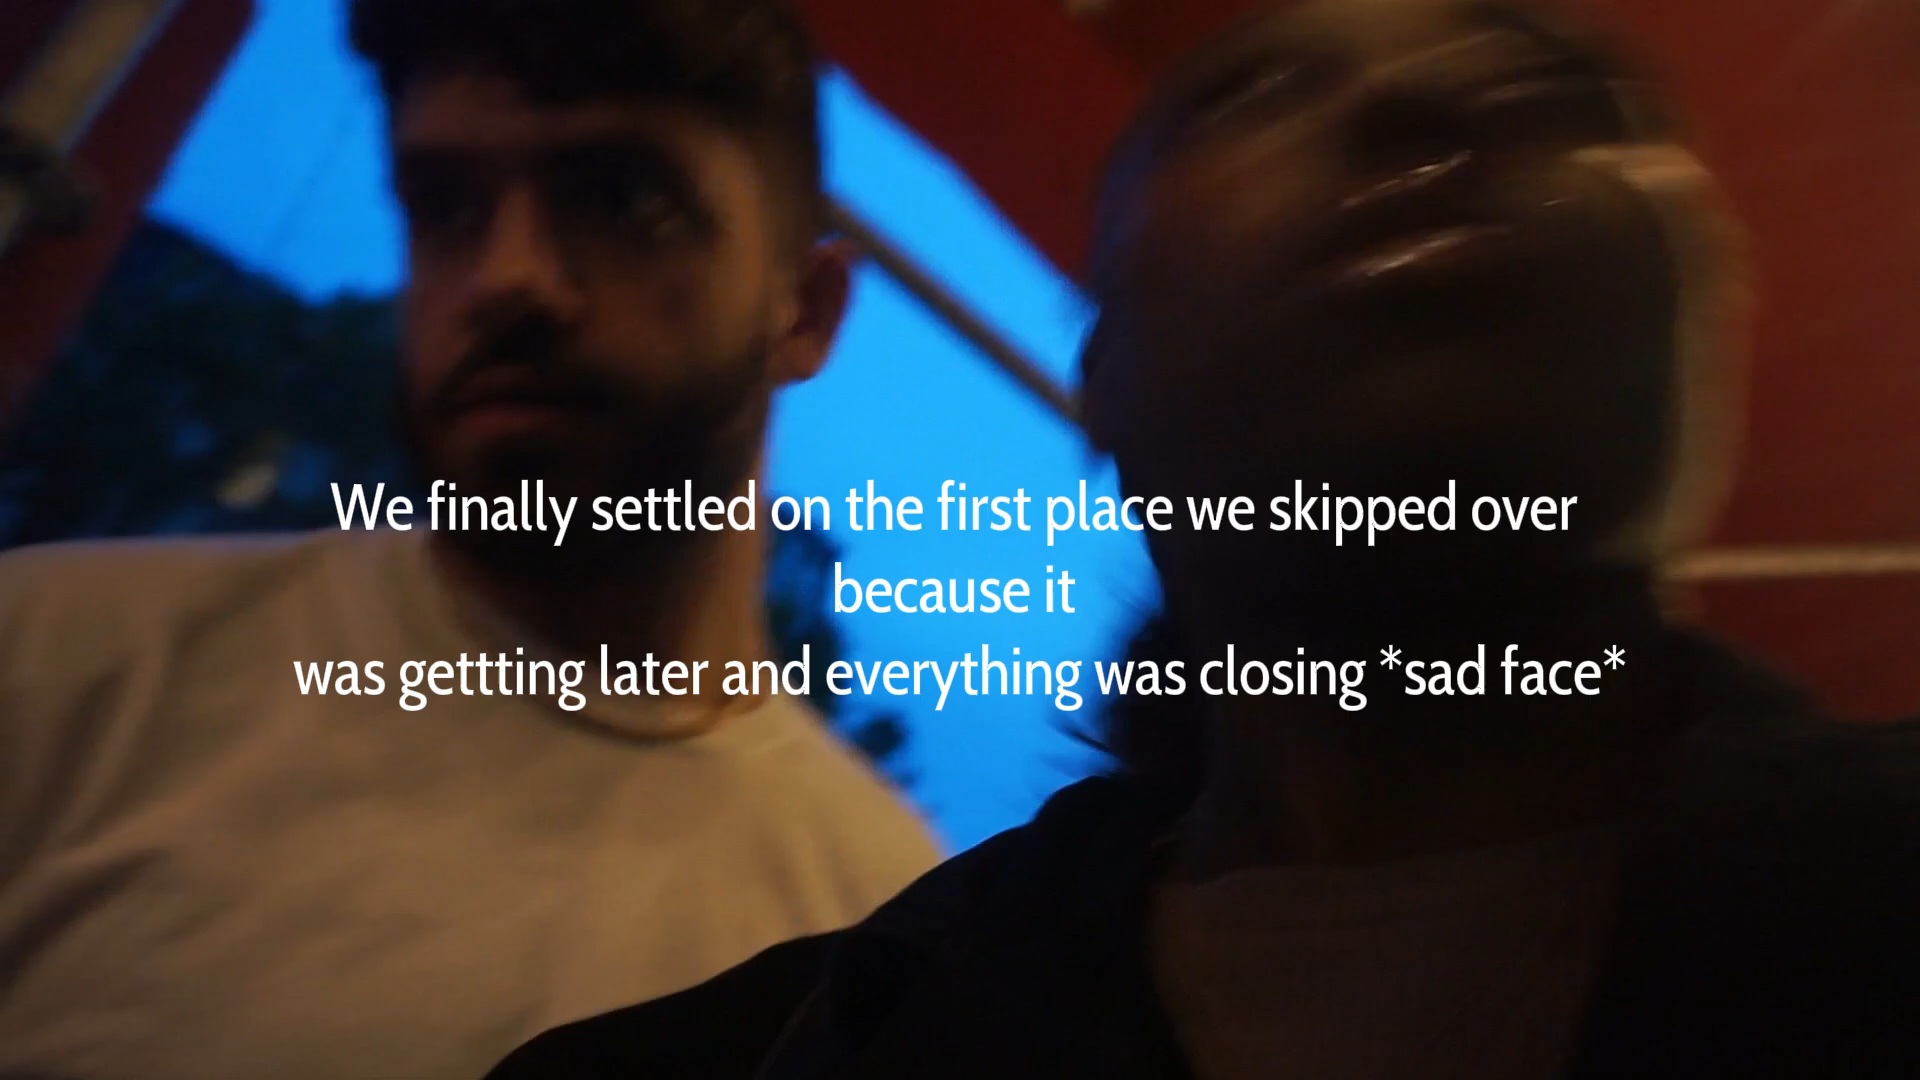 We finally settled on the first place we skipped over
because it
was gettting later and everything was closing *sad face*